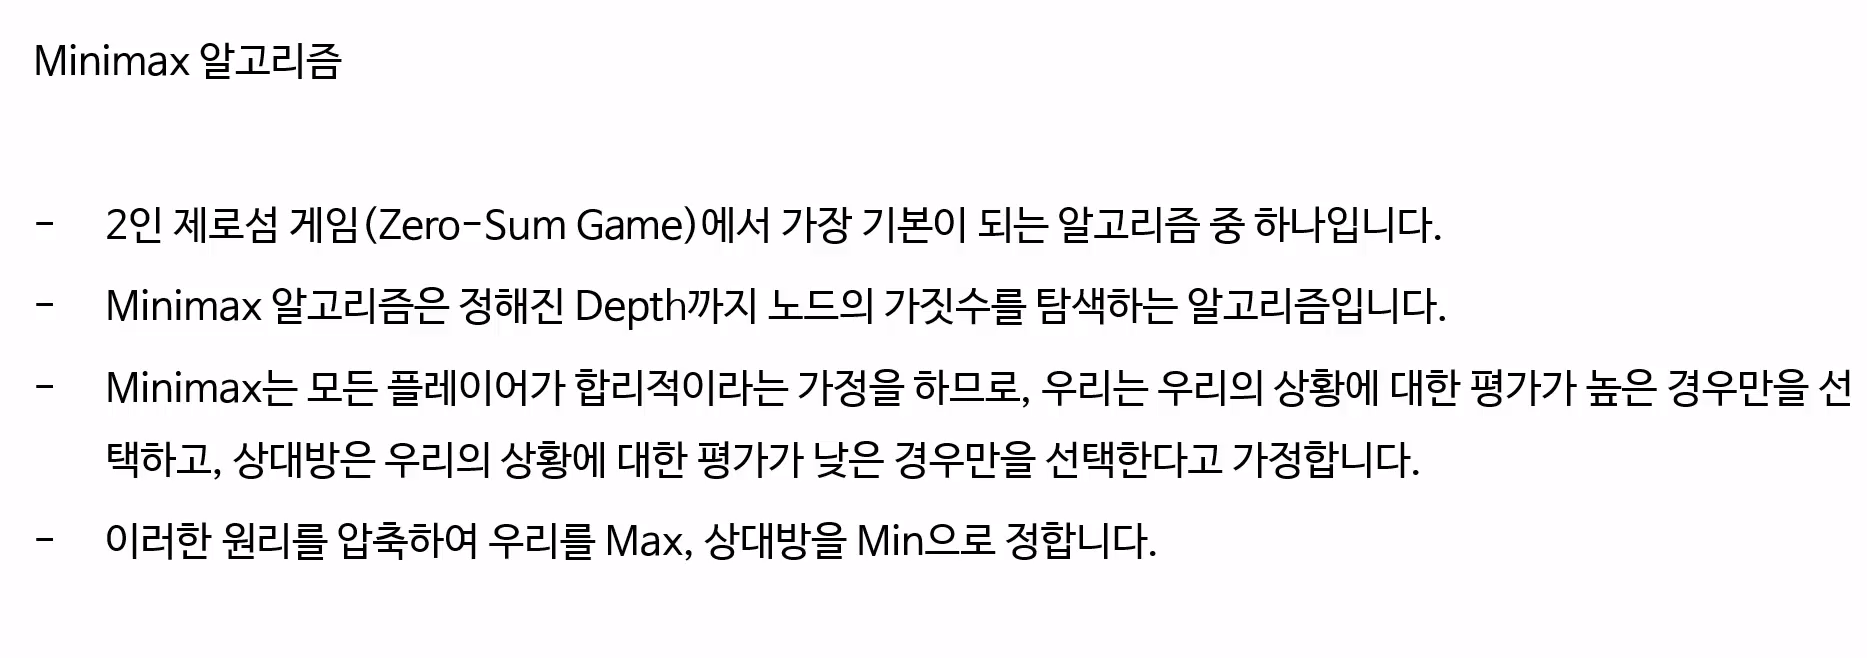 Minimax 알고리즘
- 2인 제로섬 게임(Zero-Sum Game)에서 가장 기본이 되는 알고리즘 중 하나입니다.
- Minimax 알고리즘은 정해진 Depth까지 노드의 가짓수를 탐색하는 알고리즘입니다.
- Minimax는 모든 플레이어가 합리적이라는 가정을 하므로, 우리는 우리의 상황에 대한 평가가 높은 경우만을 선
택하고, 상대방은 우리의 상황에 대한 평가가 낮은 경우만을 선택한다고 가정합니다.
- 이러한 원리를 압축하여 우리를 Max, 상대방을 Min으로 정합니다.